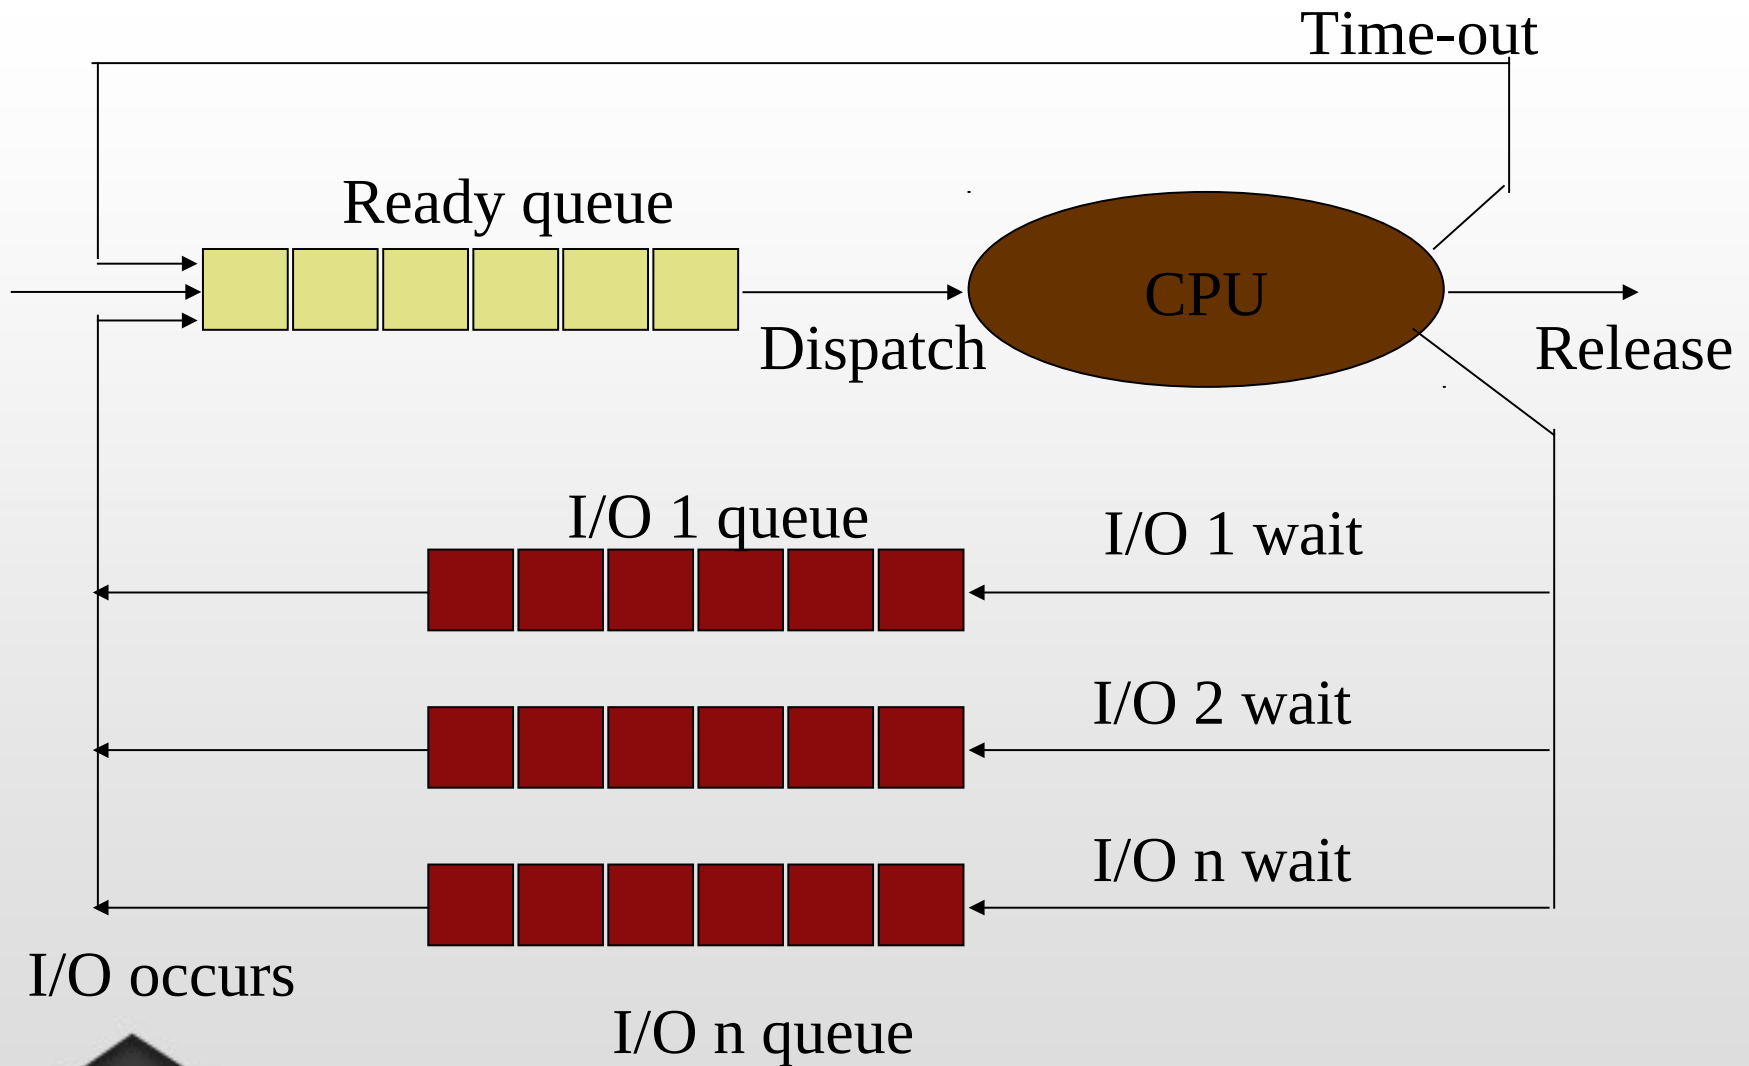 Time-out
Ready queue
CPU
Dispatch
Release
I/O 1 queue
I/O 1 wait
I/O 2 wait
I/O n wait
I/O occurs
I/O n queue